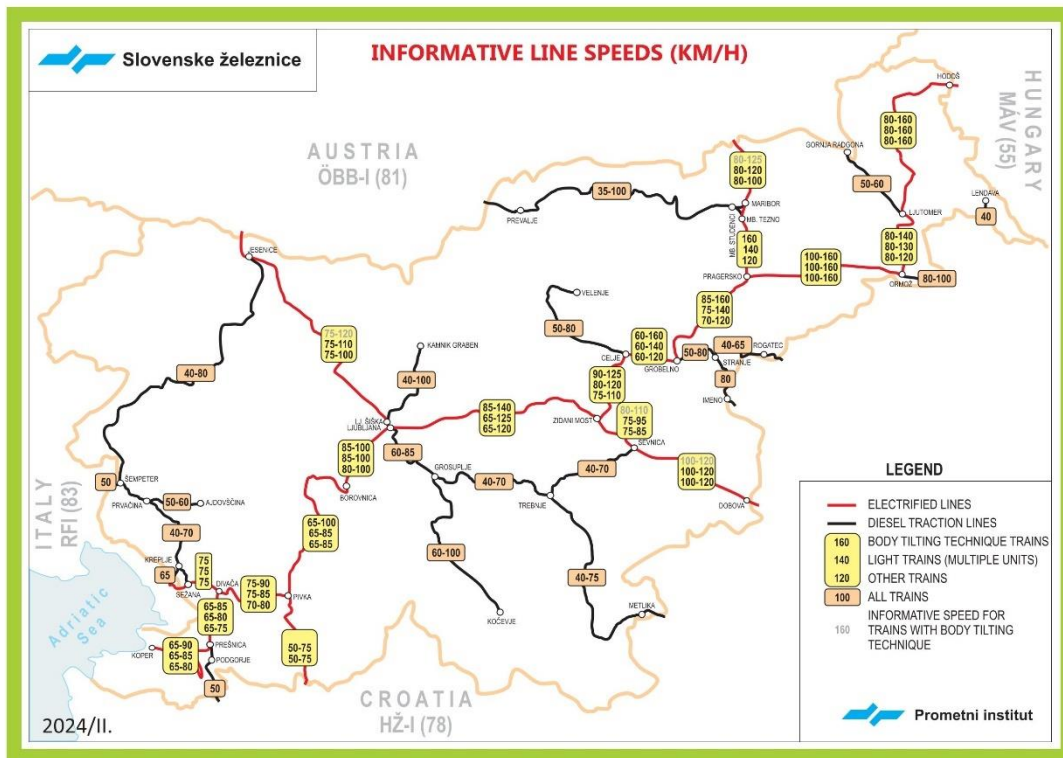 Slovenske železnice
INFORMATIVE LINE SPEEDS (KM/H)
AUSTRIA
ÖBB-I (81)
HUNGARY
MÁV (55)
HODOŠ
80-160
80-160
80-160
GORNJA RADGONA
50-60
LENDAVA
40
LJUTOMER
80-140
80-130
80-120
ORMOŽ
80-100
80-125
80-120
80-100
35-100
PREVALJE
MARIBOR
MB. TEZNO
MB. STUDENCI
160
140
120
PRAGERSKO
100-160
100-160
100-160
85-160
75-140
70-120
ESENICE
75-120
75-110
75-100
VELENJE
50-80
60-160
60-140
60-120
CELJE
GROBELNO
50-80
40-65
ROGATEC
STRANJE
80
IMENO
KAMNIK GRABEN
40-100
40-80
90-125
80-120
75-110
LJ. ŠIŠKA
LJUBLJANA
85-140
65-125
65-120
ZIDANI MOST
80-110
75-95
75-85
SEVNICA
60-85
85-100
85-100
80-100
GROSUPLJE
40-70
40-70
100-120
100-120
100-120
BOROVNICA
TREBNJE
DOBOVA
ITALY
RFI (83)
50
ŠEMPETER
PRVAČINA
50-60
AJDOVŠČINA
40-70
65-100
65-85
65-85
60-100
40-75
KREPLJE
65
SEŽANA
75
75
75
DIVAČA
75-90
75-85
70-80
PIVKA
KOČEVJE
METLIKA
Adriatic
Sea
65-85
65-80
65-75
50-75
50-75
KOPER
65-90
65-85
65-80
PREŠNICA
PODGORJE
50
CROATIA
HŽ-I (78)
2024/II.
LEGEND
ELECTRIFIED LINES
DIESEL TRACTION LINES
160 BODY TILTING TECHNIQUE TRAINS
140 LIGHT TRAINS (MULTIPLE UNITS)
120 OTHER TRAINS
100 ALL TRAINS
160 INFORMATIVE SPEED FOR
TRAINS WITH BODY TILTING
TECHNIQUE
Prometni institut